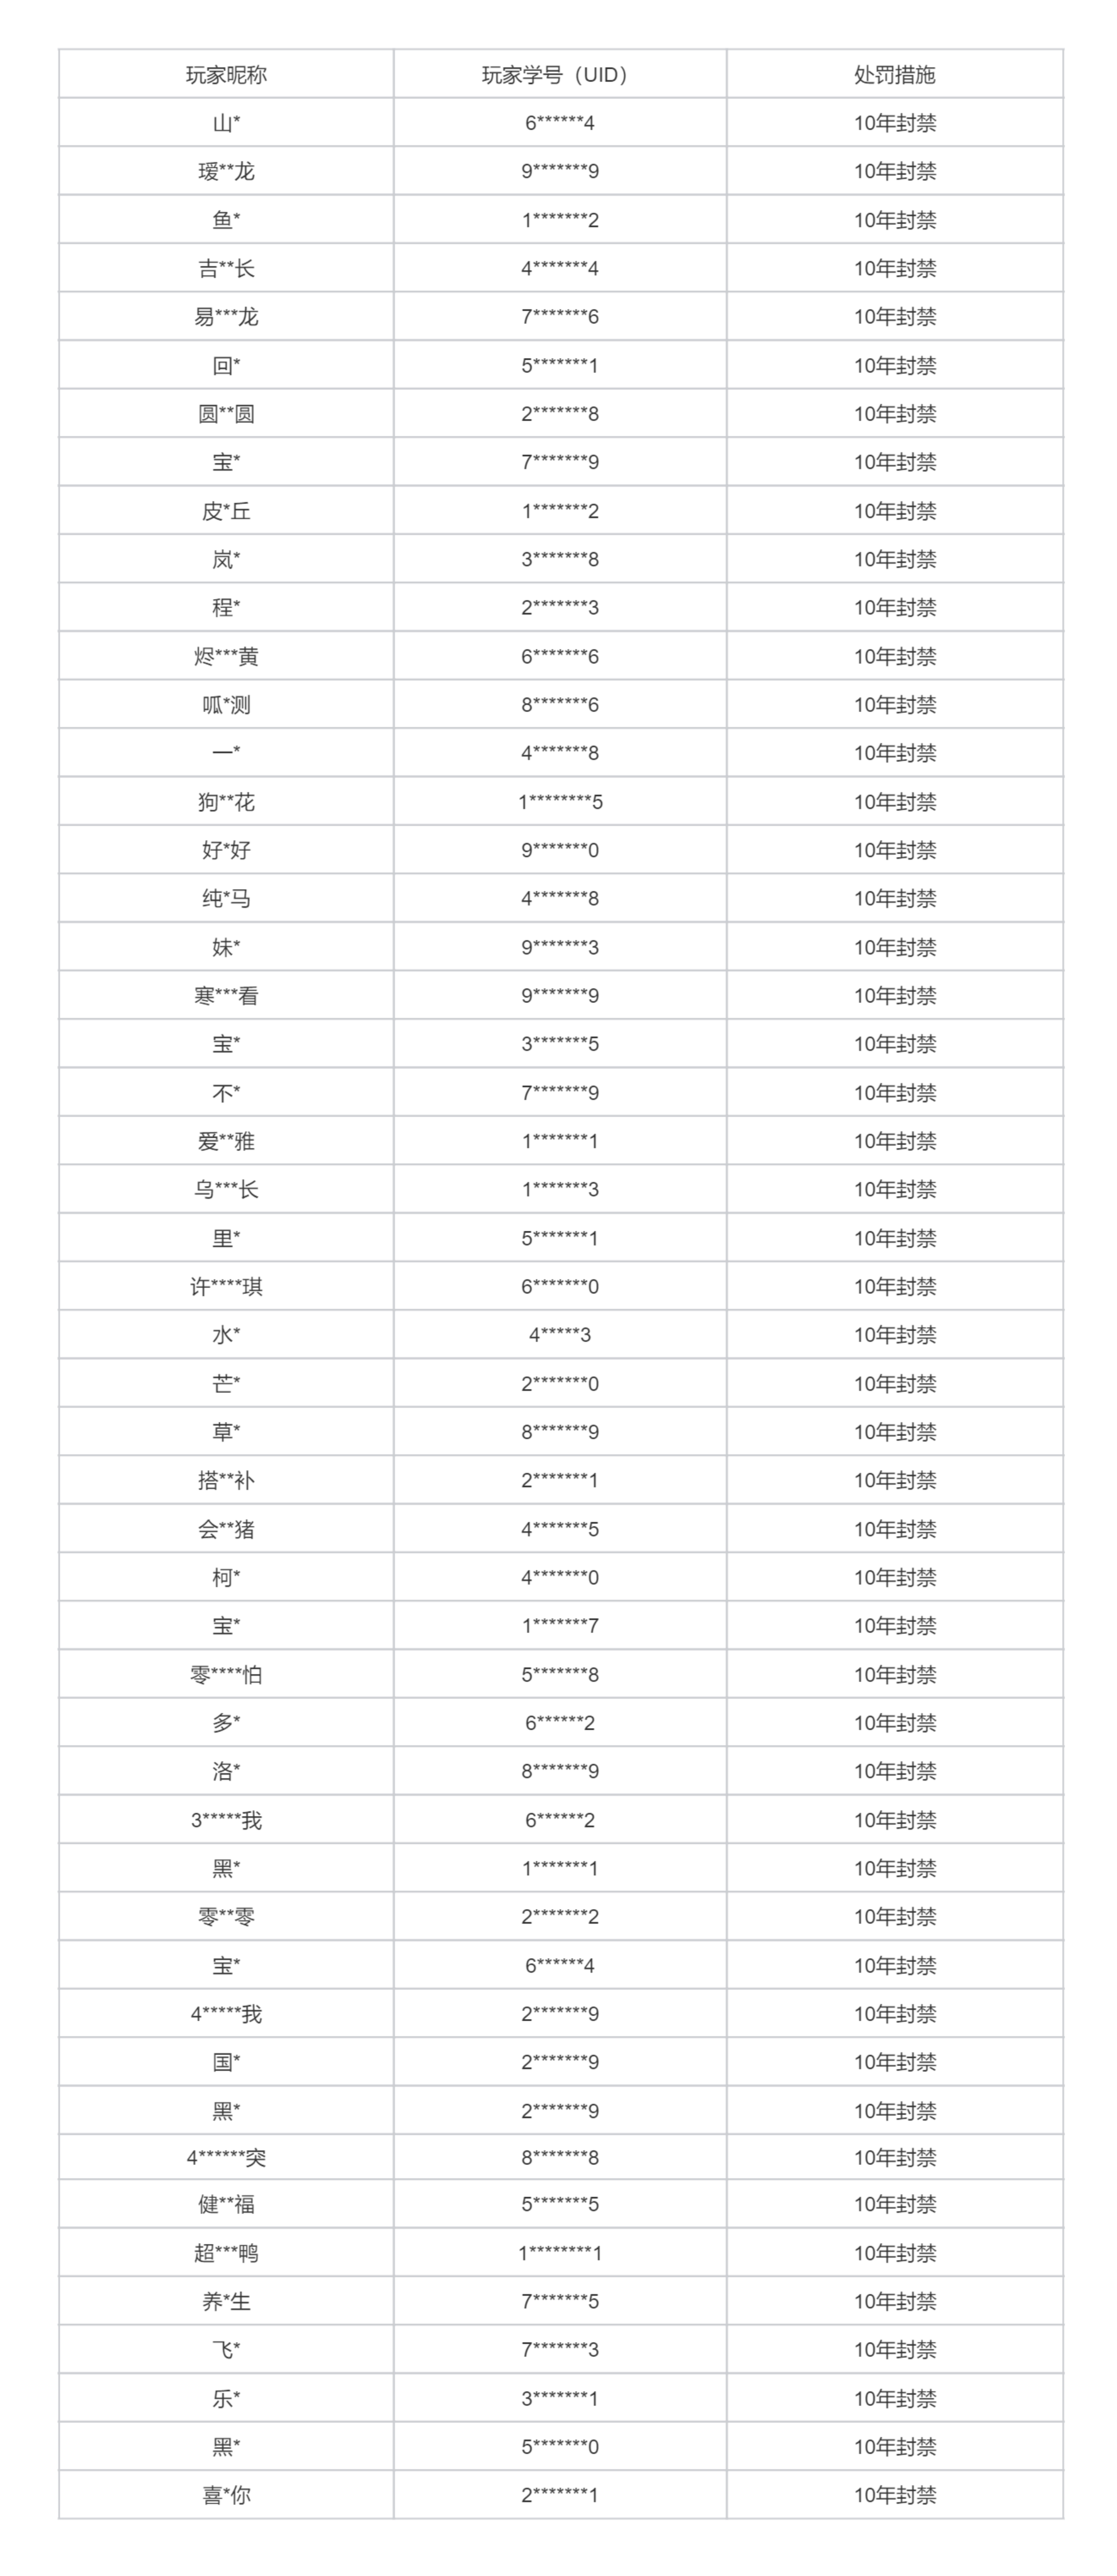 玩家昵称 玩家学号（UID） 处罚措施
山* 6******4 10年封禁
瑷**龙 9*******9 10年封禁
鱼* 1*******2 10年封禁
吉**长 4*******4 10年封禁
易***龙 7*******6 10年封禁
回* 5*******1 10年封禁
圆**圆 2*******8 10年封禁
宝* 7*******9 10年封禁
皮*丘 1*******2 10年封禁
岚* 3*******8 10年封禁
程* 2*******3 10年封禁
烬***黄 6*******6 10年封禁
呱*测 8*******6 10年封禁
一* 4*******8 10年封禁
狗**花 1********5 10年封禁
好*好 9*******0 10年封禁
纯*马 4*******8 10年封禁
妹* 9*******3 10年封禁
寒***看 9*******9 10年封禁
宝* 3*******5 10年封禁
不* 7*******9 10年封禁
爱**雅 1*******1 10年封禁
乌***长 1*******3 10年封禁
里* 5*******1 10年封禁
许****琪 6*******0 10年封禁
水* 4*****3 10年封禁
芒* 2*******0 10年封禁
草* 8*******9 10年封禁
搭**补 2*******1 10年封禁
会**猪 4*******5 10年封禁
柯* 4*******0 10年封禁
宝* 1*******7 10年封禁
零****怕 5*******8 10年封禁
多* 6******2 10年封禁
洛* 8*******9 10年封禁
3*****我 6******2 10年封禁
黑* 1*******1 10年封禁
零**零 2*******2 10年封禁
宝* 6******4 10年封禁
4*****我 2*******9 10年封禁
国* 2*******9 10年封禁
黑* 2*******9 10年封禁
4******突 8*******8 10年封禁
健**福 5*******5 10年封禁
超***鸭 1********1 10年封禁
养*生 7*******5 10年封禁
飞* 7*******3 10年封禁
乐* 3*******1 10年封禁
黑* 5*******0 10年封禁
喜*你 2*******1 10年封禁